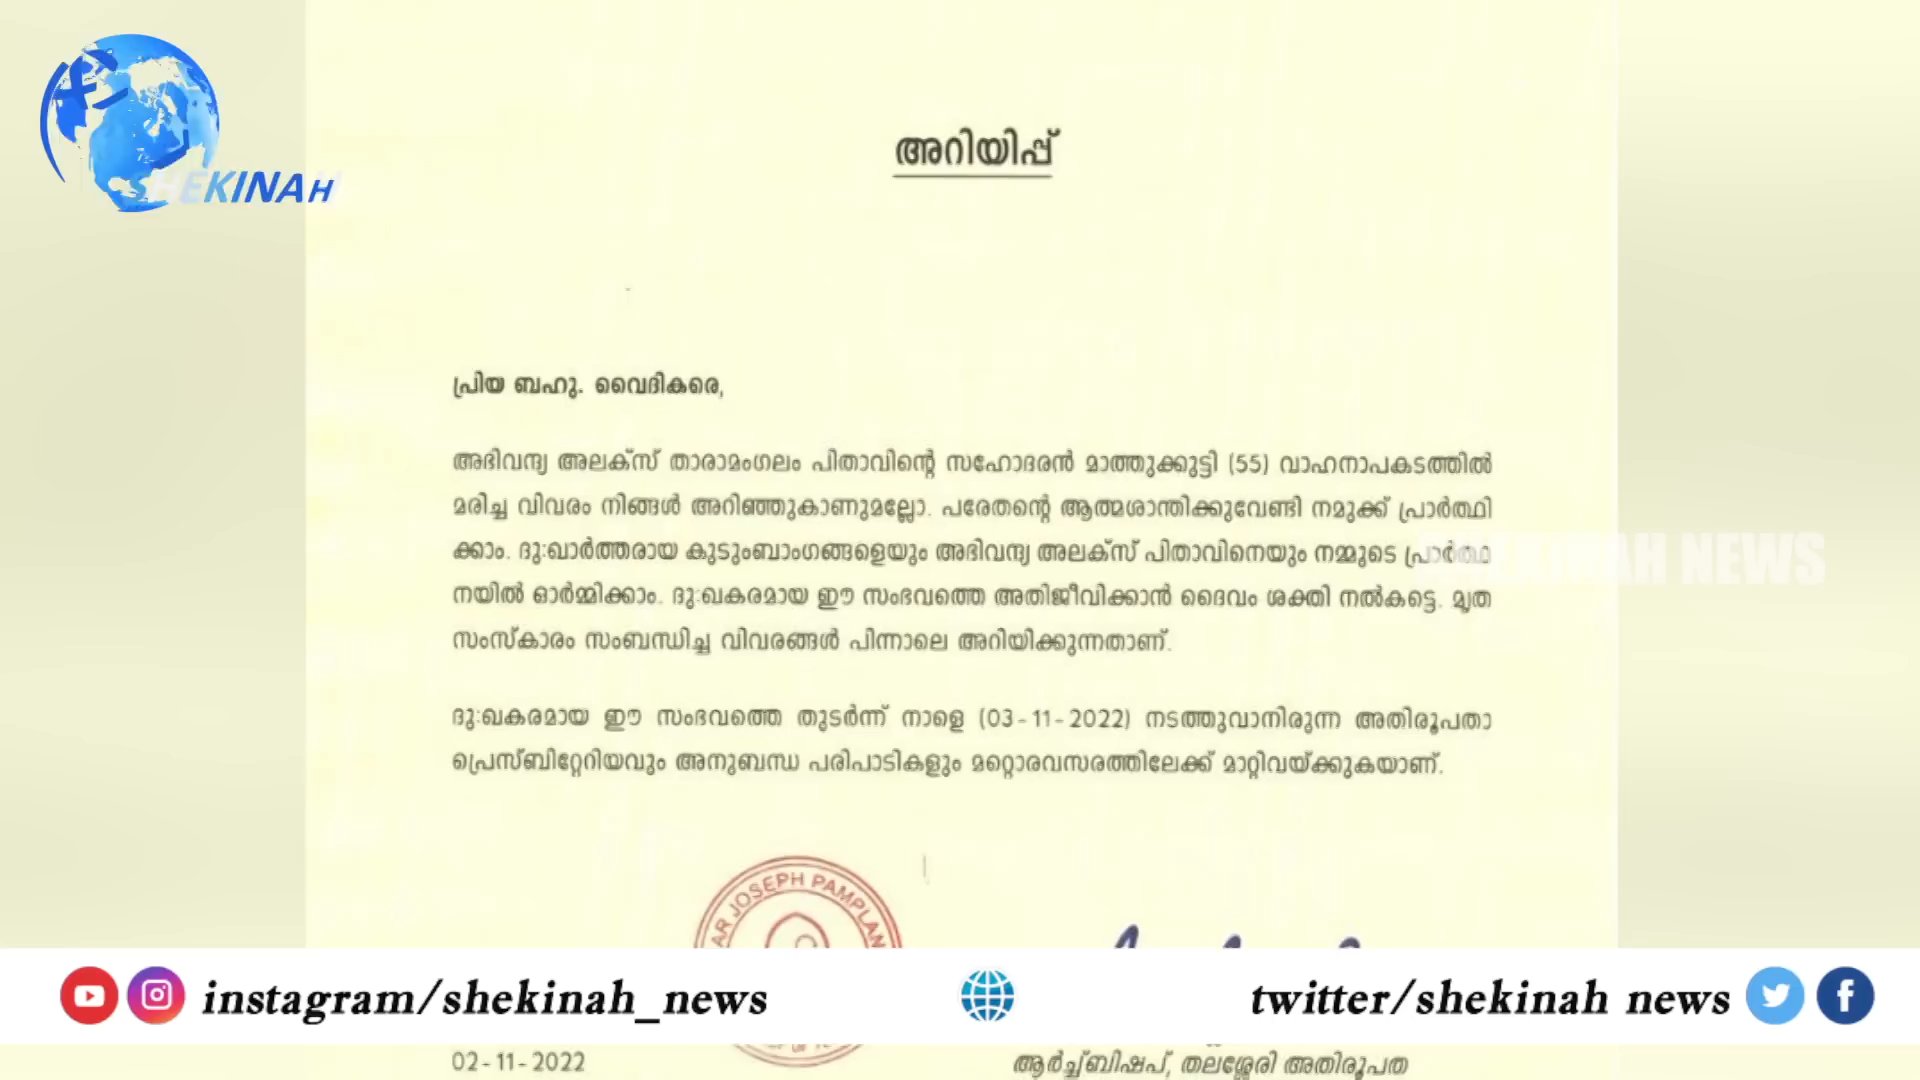 SHEKINAH
അറിയിപ്പ്
പ്രിയ ബഹു. വൈദികരെ,
അഭിവന്ദ്യ അലക്സ് താരാമംഗലം പിതാവിന്റെ സഹോദരൻ മാത്തുക്കുട്ടി (55) വാഹനാപകടത്തിൽ
മരിച്ച വിവരം നിങ്ങൾ അറിഞ്ഞുകാണുമല്ലോ. പരേതന്റെ ആത്മശാന്തിക്കുവേണ്ടി നമുക്ക് പ്രാർത്ഥി
ക്കാം. ദു:ഖാർത്തരായ കുടുംബാംഗങ്ങളെയും അഭിവന്ദ്യ അലക്സ് പിതാവിനെയും നമ്മുടെ പ്രാർത്ഥ
നയിൽ ഓർമ്മിക്കാം. ദു:ഖകരമായ ഈ സംഭവത്തെ അതിജീവിക്കാൻ ദൈവം ശക്തി നൽകട്ടെ. മൃത
സംസ്കാരം സംബന്ധിച്ച വിവരങ്ങൾ പിന്നാലെ അറിയിക്കുന്നതാണ്.
SHEKINAH NEWS
ദു:ഖകരമായ ഈ സംഭവത്തെ തുടർന്ന് നാളെ (03-11-2022) നടത്തുവാനിരുന്ന അതിരൂപതാ
പ്രെസ്ബിറ്റേറിയവും അനുബന്ധ പരിപാടികളും മറ്റൊരവസരത്തിലേക്ക് മാറ്റിവയ്ക്കുകയാണ്.
AR JOSEPH PAMPLAN
instagram/shekinah_news
twitter/shekinah news
02-11-2022
ആർച്ച്ബിഷപ്, തലശ്ശേരി അതിരൂപത